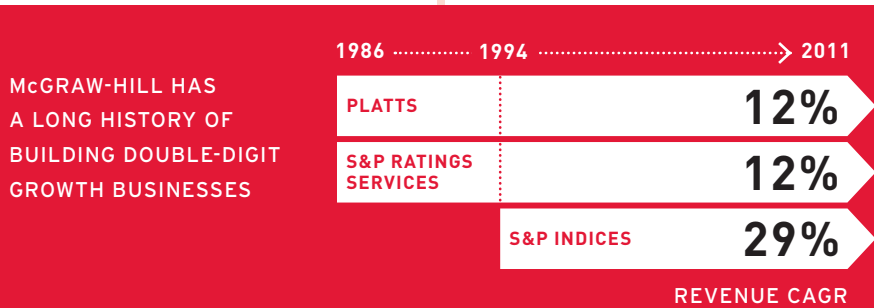 McGRAW-HILL HAS
A LONG HISTORY OF
BUILDING DOUBLE-DIGIT
GROWTH BUSINESSES
1986 1994 2011
PLATTS 12%
S&P RATINGS
SERVICES 12%
S&P INDICES 29%
REVENUE CAGR